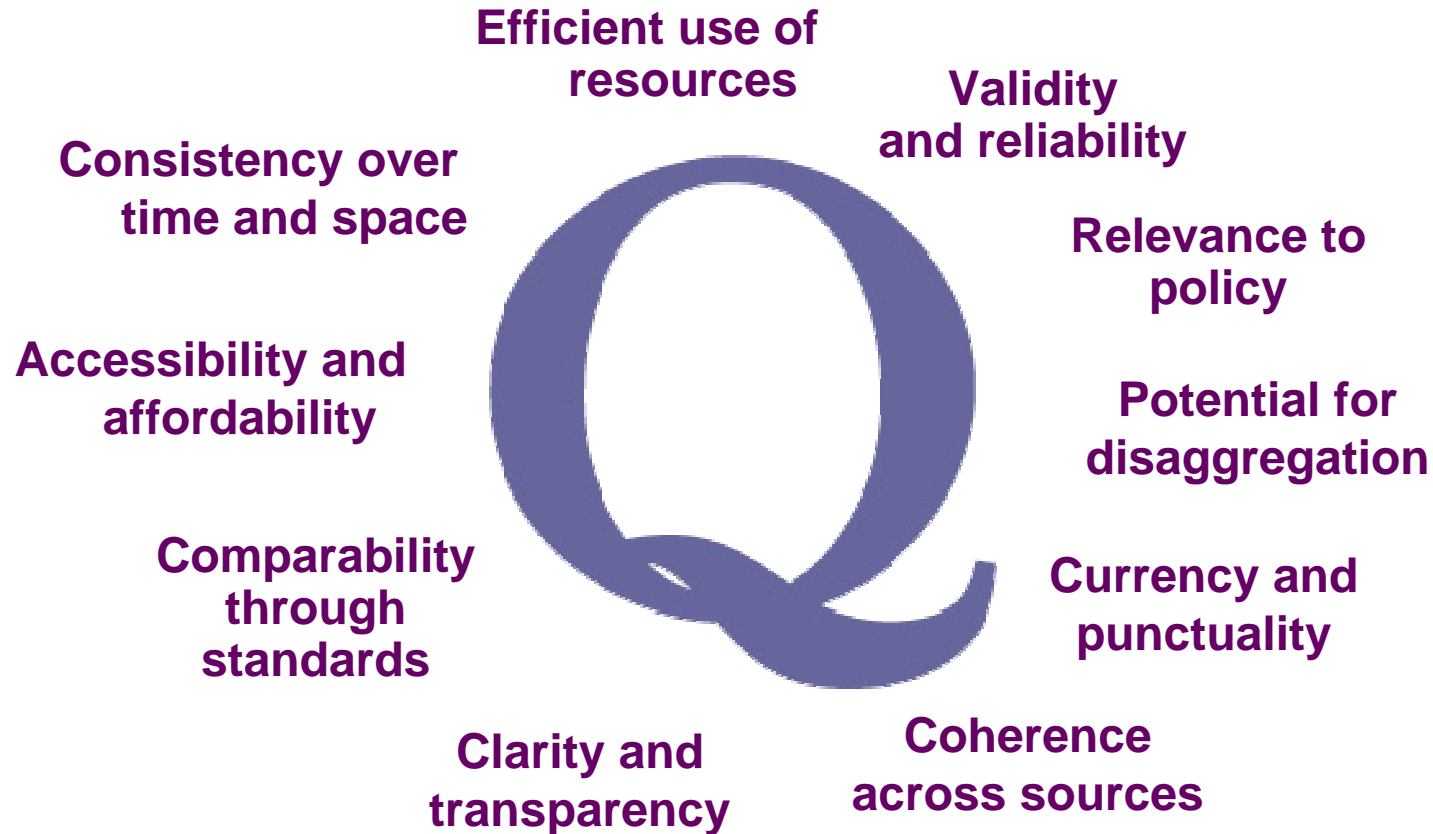 Efficient use of
resources
Validity
and reliability
Relevance to
policy
Potential for
disaggregation
Currency and
punctuality
Coherence
across sources
Clarity and
transparency
Comparability
through
standards
Accessibility and
affordability
Consistency over
time and space
Q